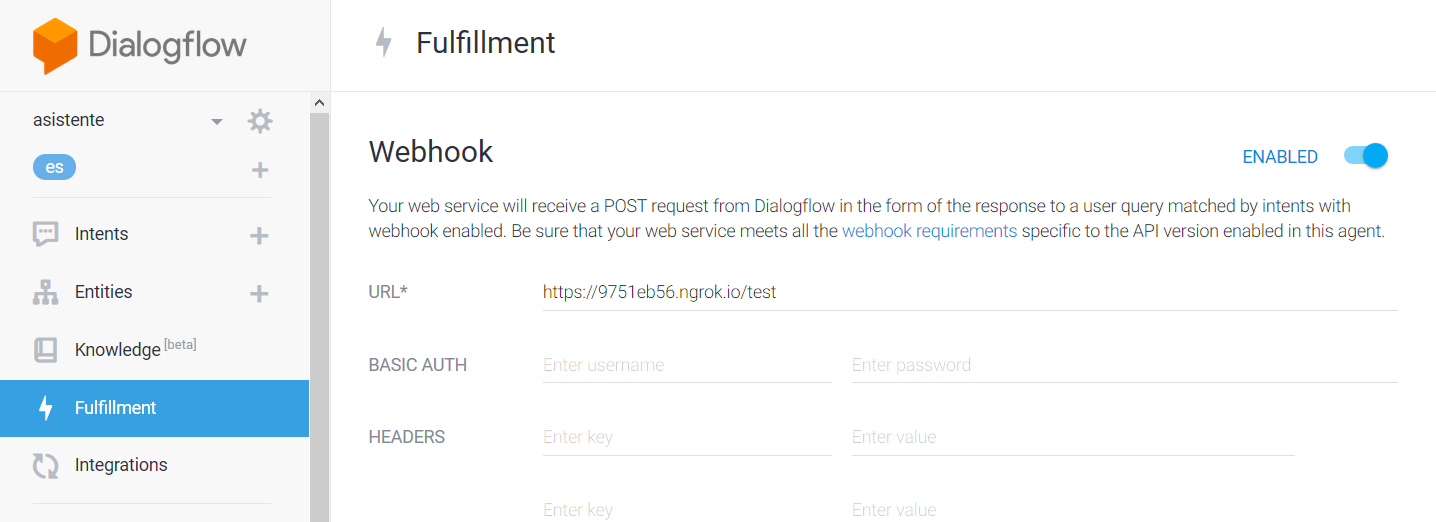 Dialogflow
Fulfillment
asistente
es
Intents
Entities
Knowledge [beta]
Fulfillment
Integrations
Webhook
ENABLED
Your web service will receive a POST request from Dialogflow in the form of the response to a user query matched by intents with
webhook enabled. Be sure that your web service meets all the webhook requirements specific to the API version enabled in this agent.
URL* https://9751eb56.ngrok.io/test
BASIC AUTH Enter username Enter password
HEADERS Enter key Enter value
Enter key Enter value